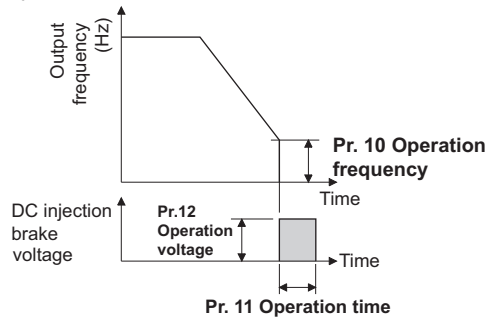 Output
frequency
(Hz)
Pr. 10 Operation
frequency
Time
DC injection
brake
voltage
Pr.12
Operation
voltage
Time
Pr. 11 Operation time